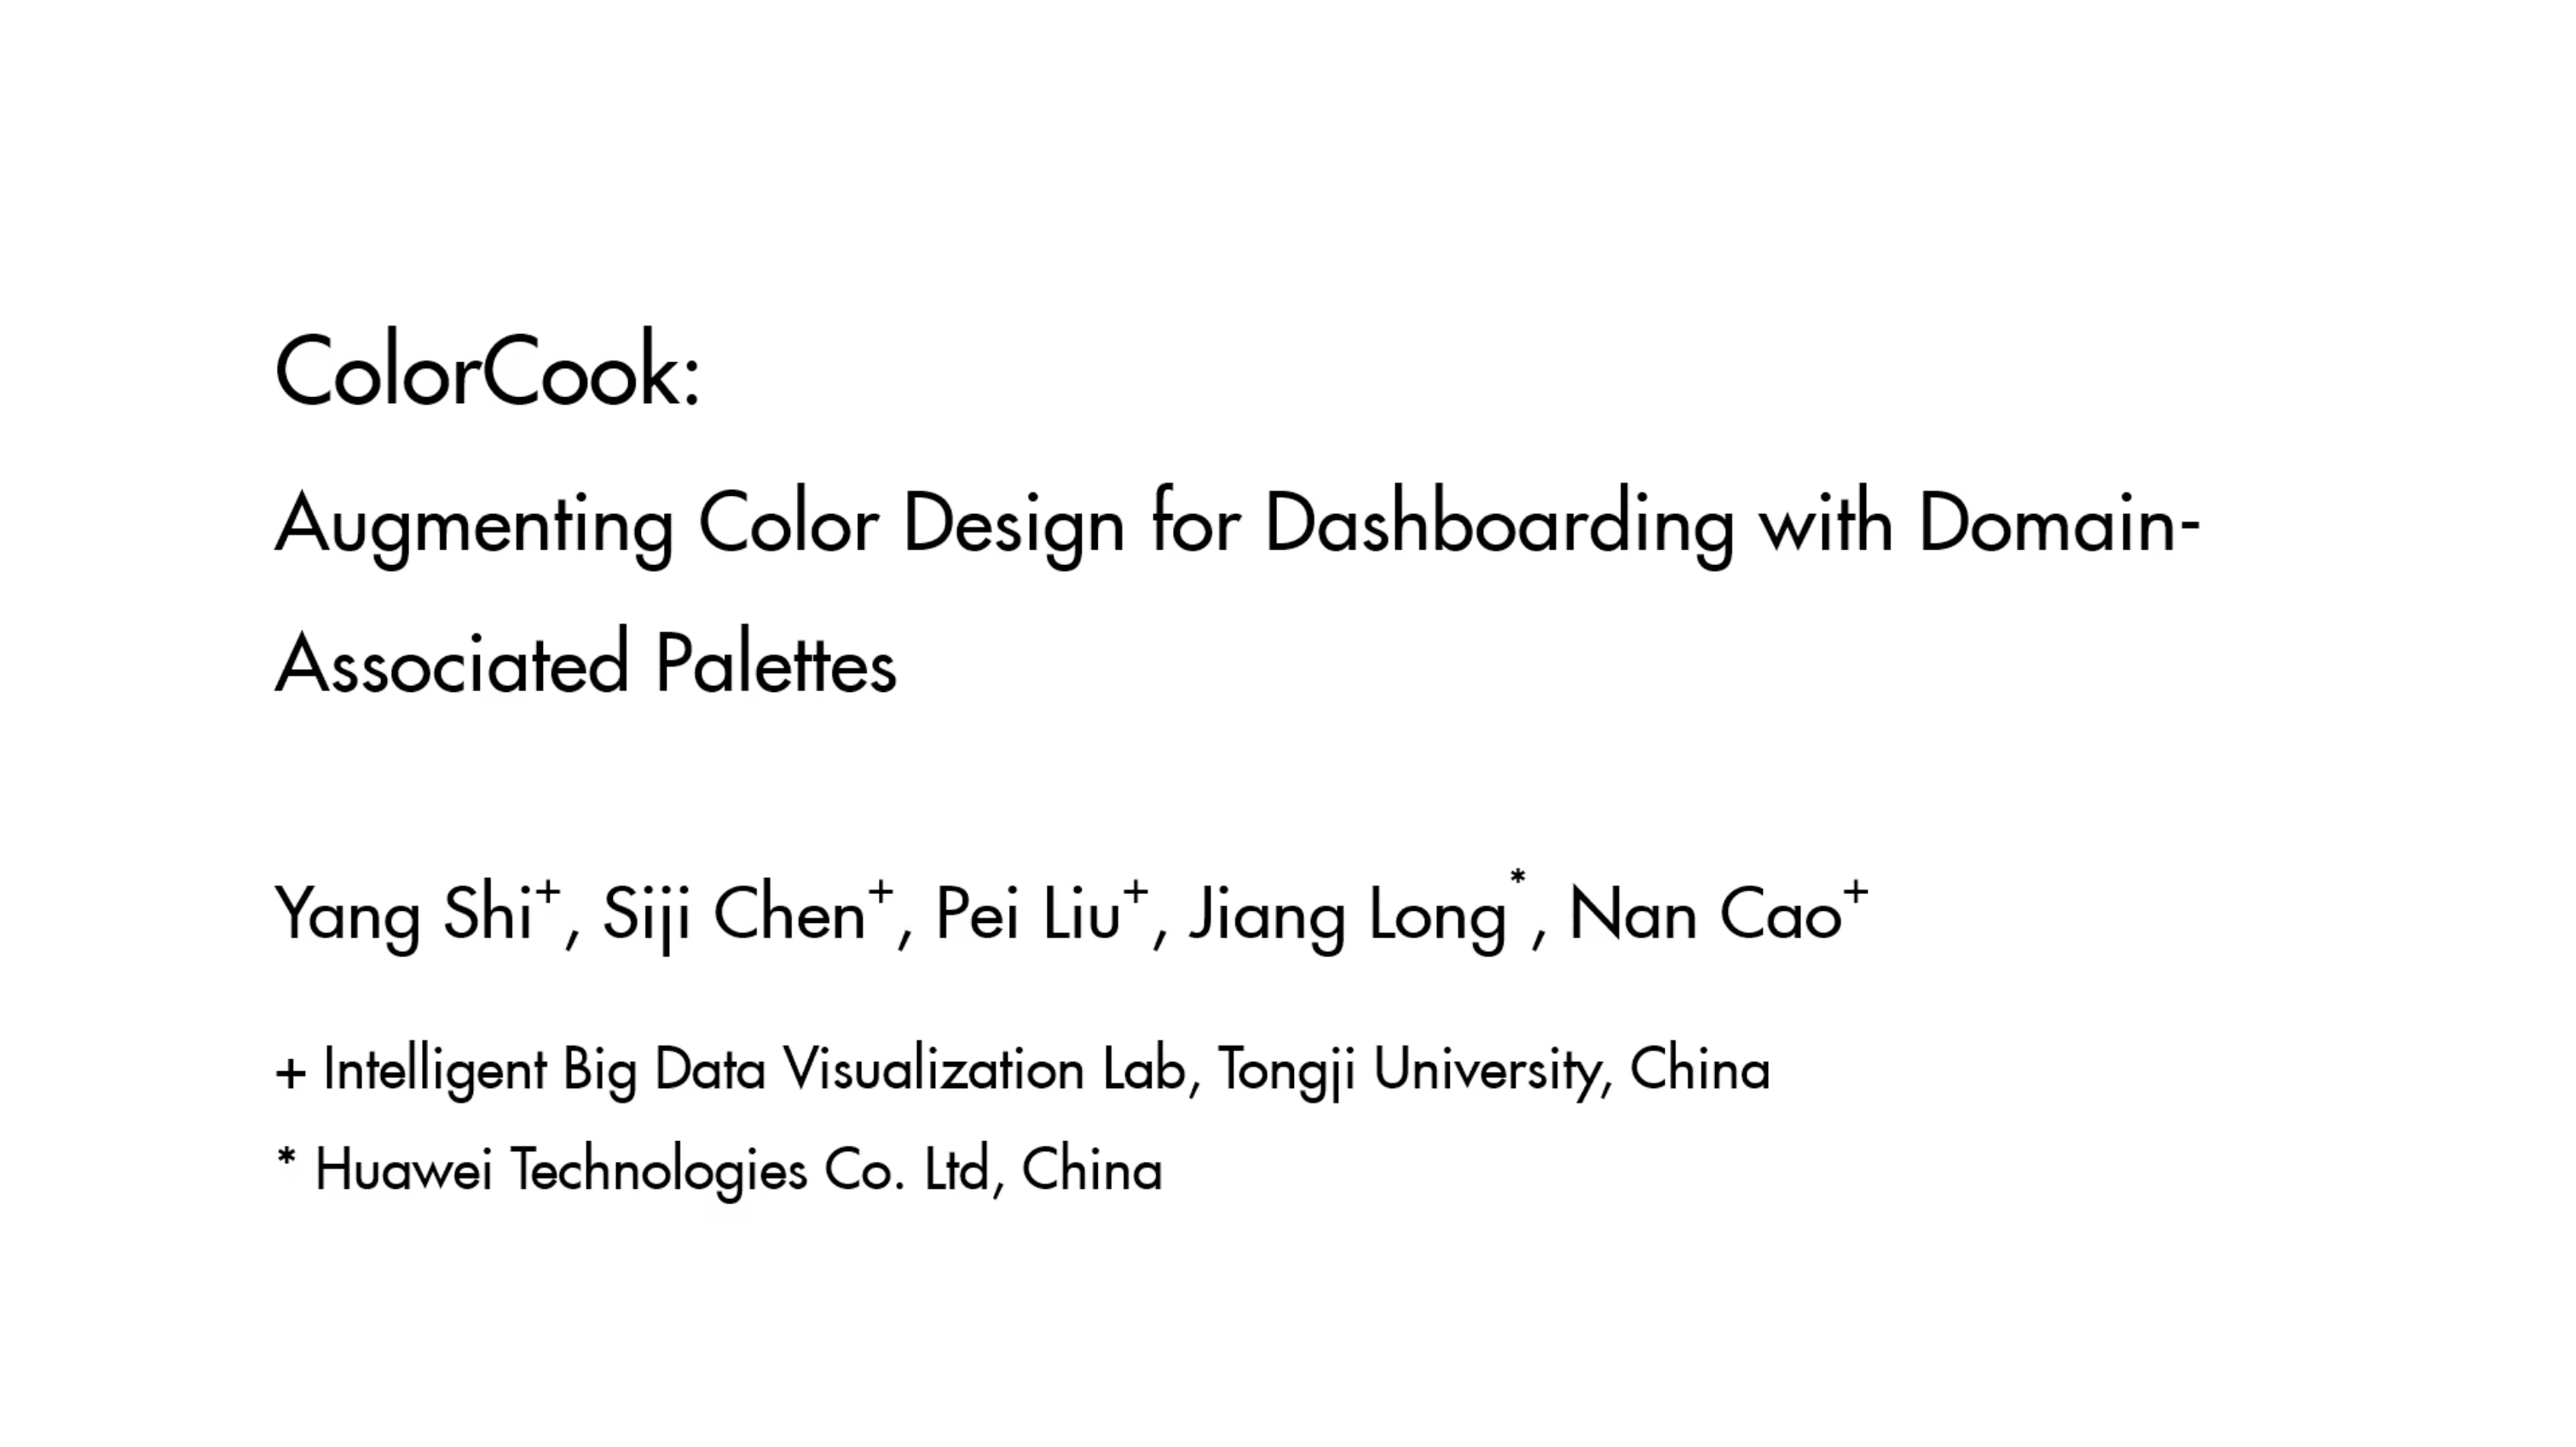 ColorCook:
Augmenting Color Design for Dashboarding with Domain-
Associated Palettes
Yang Shi⁺, Siji Chen⁺, Pei Liu⁺, Jiang Long*, Nan Cao⁺
+ Intelligent Big Data Visualization Lab, Tongji University, China
* Huawei Technologies Co. Ltd, China